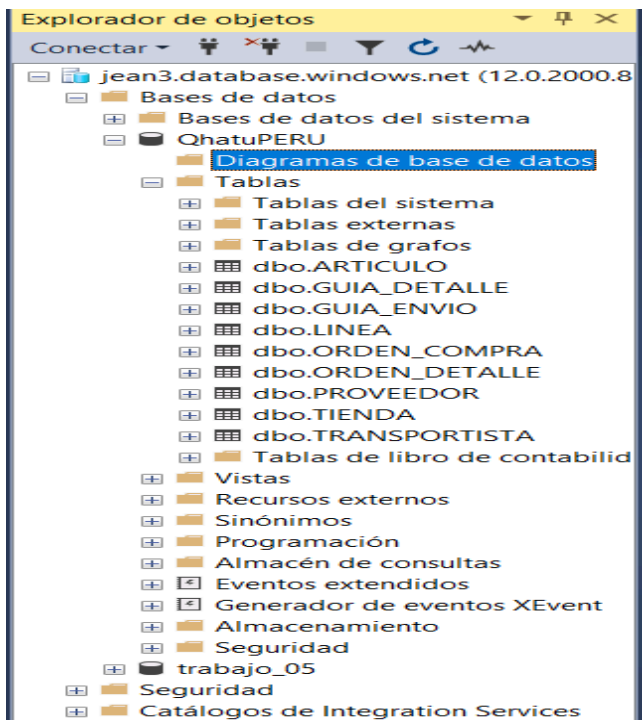 Explorador de objetos
Conectar
jean3.database.windows.net (12.0.2000.8
Bases de datos
Bases de datos del sistema
QhatuPERU
Diagramas de base de datos
Tablas
Tablas del sistema
Tablas externas
Tablas de grafos
dbo.ARTICULO
dbo.GUIA_DETALLE
dbo.GUIA_ENVIO
dbo.LINEA
dbo.ORDEN_COMPRA
dbo.ORDEN_DETALLE
dbo.PROVEEDOR
dbo.TIENDA
dbo.TRANSPORTISTA
Tablas de libro de contabilid
Vistas
Recursos externos
Sinónimos
Programación
Almacén de consultas
Eventos extendidos
Generador de eventos XEvent
Almacenamiento
Seguridad
trabajo_05
Seguridad
Catálogos de Integration Services